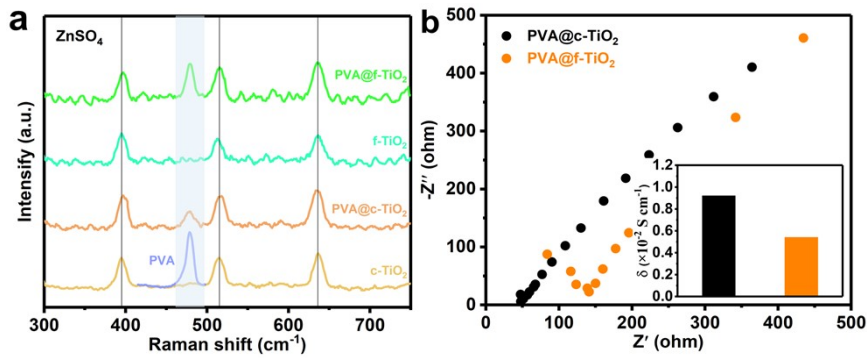 a
ZnSO4
PVA@f-TiO2
f-TiO2
PVA@c-TiO2
PVA
c-TiO2
Intensify (a.u.)
300 400 500 600 700
Raman shift (cm-1)
b
PVA@c-TiO2
PVA@f-TiO2
-Z′′ (ohm)
500
400
300
200
100
0
0 100 200 300 400 500
Z′ (ohm)
δ (×10-2 S cm-1)
1.2
1.0
0.8
0.6
0.4
0.2
0.0